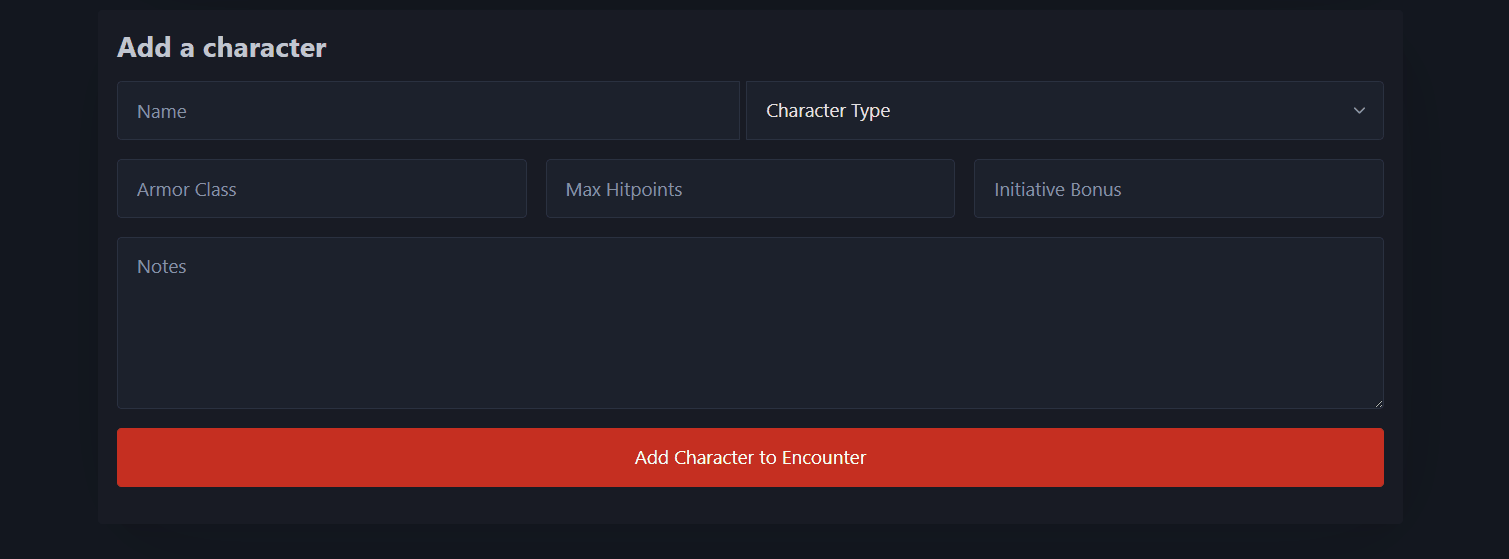 Add a character
Name
Character Type
Armor Class
Max Hitpoints
Initiative Bonus
Notes
Add Character to Encounter